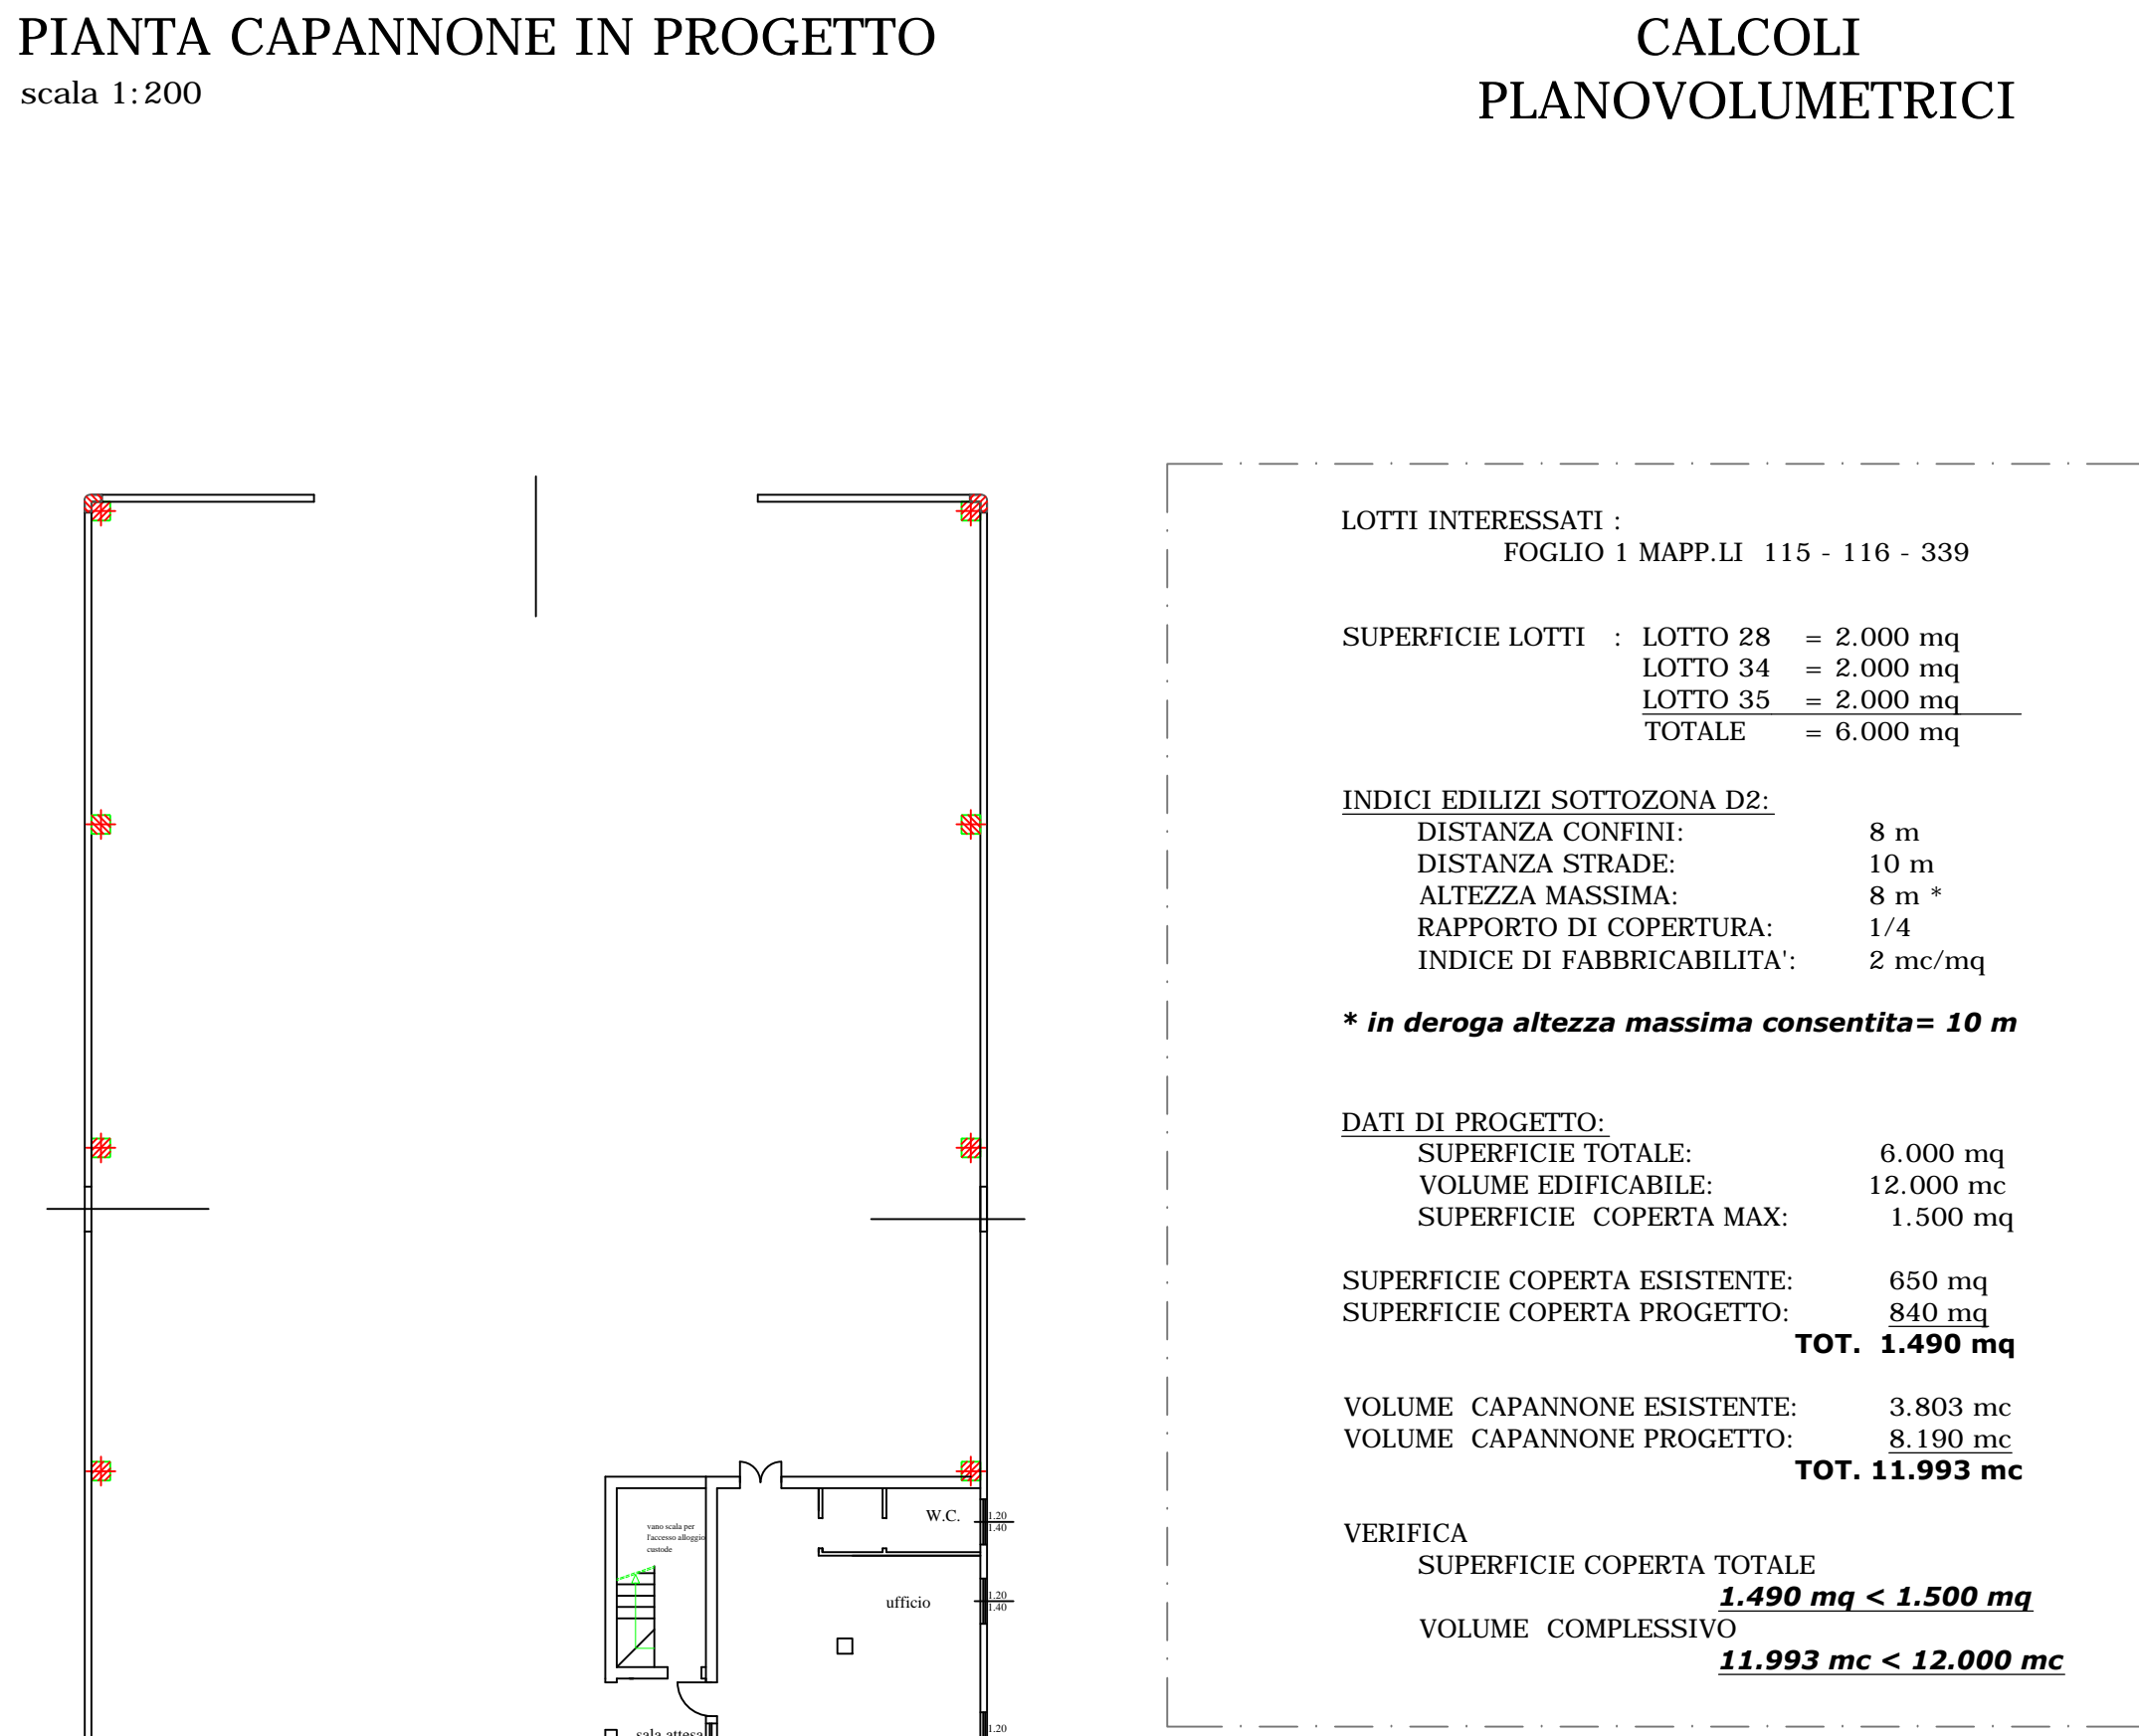 PIANTA CAPANNONE IN PROGETTO
scala 1:200
CALCOLI
PLANOVOLUMETRICI
LOTTI INTERESSATI :
FOGLIO 1 MAPP.LI 115 - 116 - 339
SUPERFICIE LOTTI : LOTTO 28 = 2.000 mq
LOTTO 34 = 2.000 mq
LOTTO 35 = 2.000 mq
TOTALE = 6.000 mq
INDICI EDILIZI SOTTOZONA D2:
DISTANZA CONFINI: 8 m
DISTANZA STRADE: 10 m
ALTEZZA MASSIMA: 8 m *
RAPPORTO DI COPERTURA: 1/4
INDICE DI FABBRICABILITA': 2 mc/mq
* in deroga altezza massima consentita= 10 m
DATI DI PROGETTO:
SUPERFICIE TOTALE: 6.000 mq
VOLUME EDIFICABILE: 12.000 mc
SUPERFICIE COPERTA MAX: 1.500 mq
SUPERFICIE COPERTA ESISTENTE: 650 mq
SUPERFICIE COPERTA PROGETTO: 840 mq
TOT. 1.490 mq
VOLUME CAPANNONE ESISTENTE: 3.803 mc
VOLUME CAPANNONE PROGETTO: 8.190 mc
TOT. 11.993 mc
VERIFICA
SUPERFICIE COPERTA TOTALE
1.490 mq < 1.500 mq
VOLUME COMPLESSIVO
11.993 mc < 12.000 mc
W.C.
1.20
1.40
vano scala per
l'accesso alloggio
custode
ufficio
1.20
1.40
sala attesa
1.20